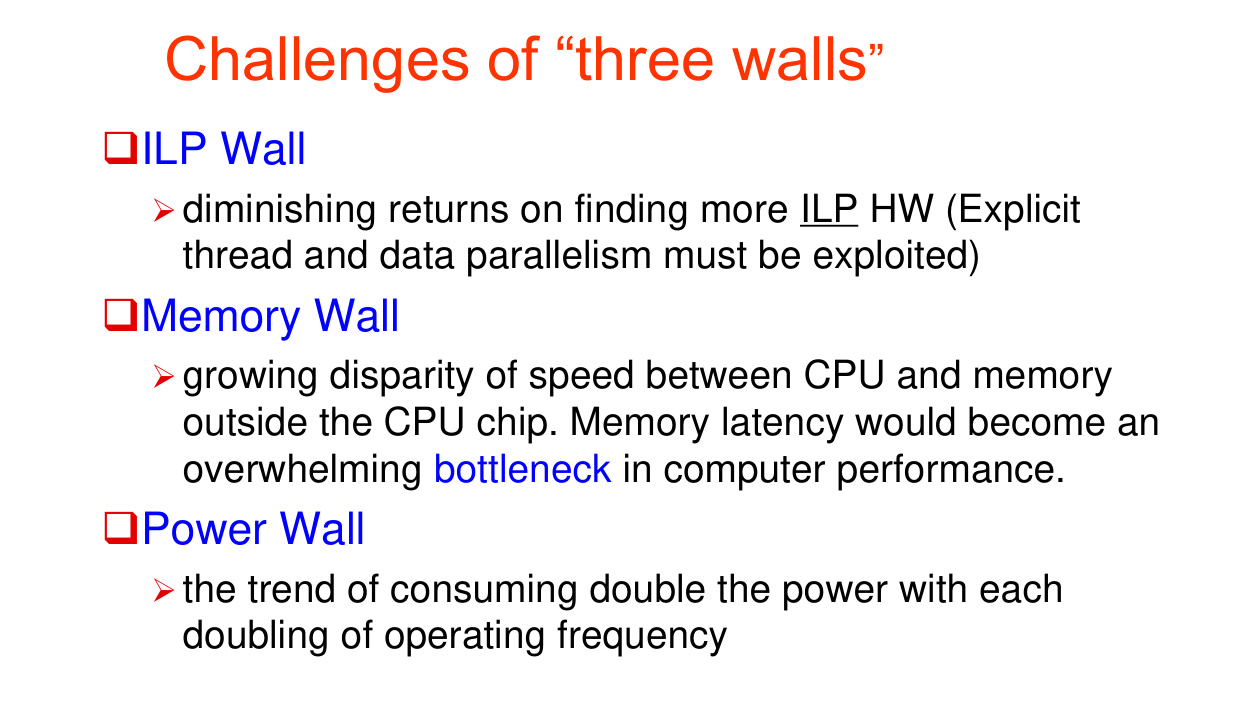 Challenges of “three walls”
ILP Wall
diminishing returns on finding more ILP HW (Explicit
thread and data parallelism must be exploited)
Memory Wall
growing disparity of speed between CPU and memory
outside the CPU chip. Memory latency would become an
overwhelming bottleneck in computer performance.
Power Wall
the trend of consuming double the power with each
doubling of operating frequency